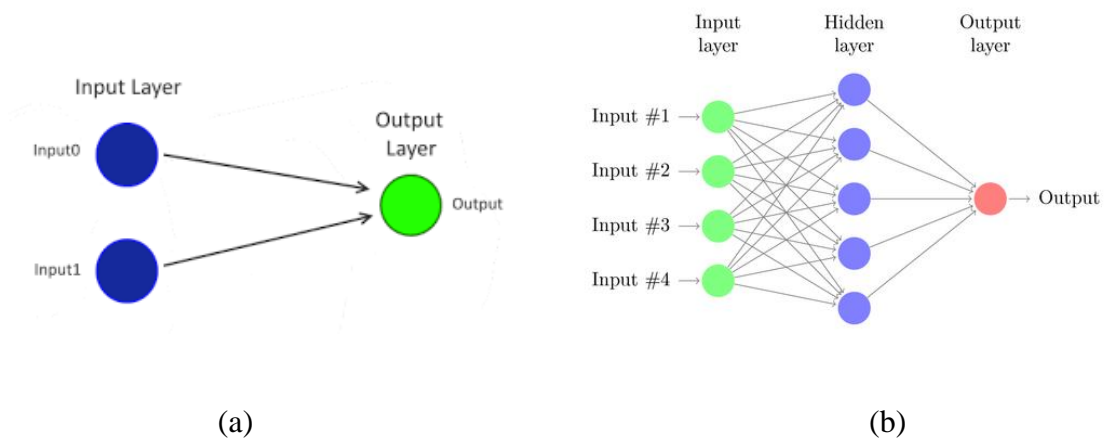 Input Layer
Input0
Input1
Output
Layer
Output
(a)
Input
layer
Hidden
layer
Output
layer
Input #1
Input #2
Input #3
Input #4
Output
(b)